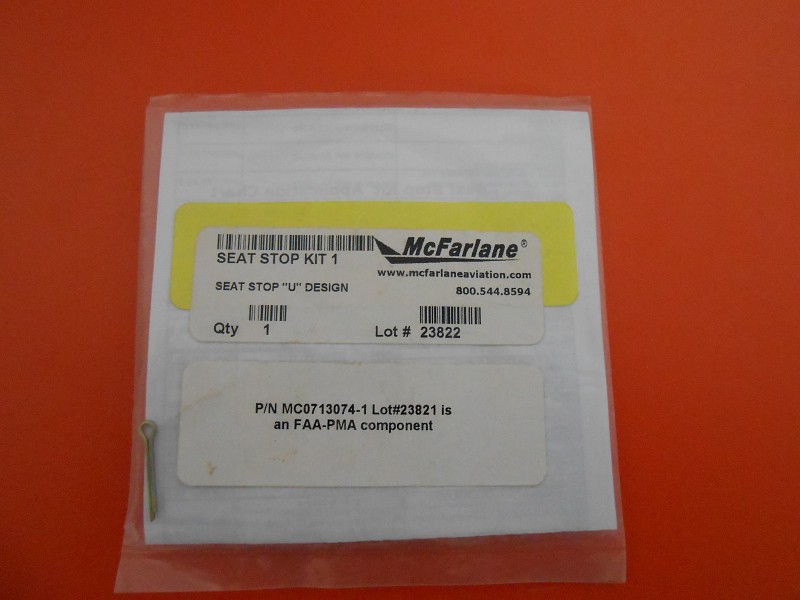 McFarlane®
SEAT STOP KIT 1
www.mcfarlaneaviation.com
SEAT STOP "U" DESIGN
800.544.8594
Qty 1
Lot # 23822
P/N MC0713074-1 Lot#23821 is
an FAA-PMA component